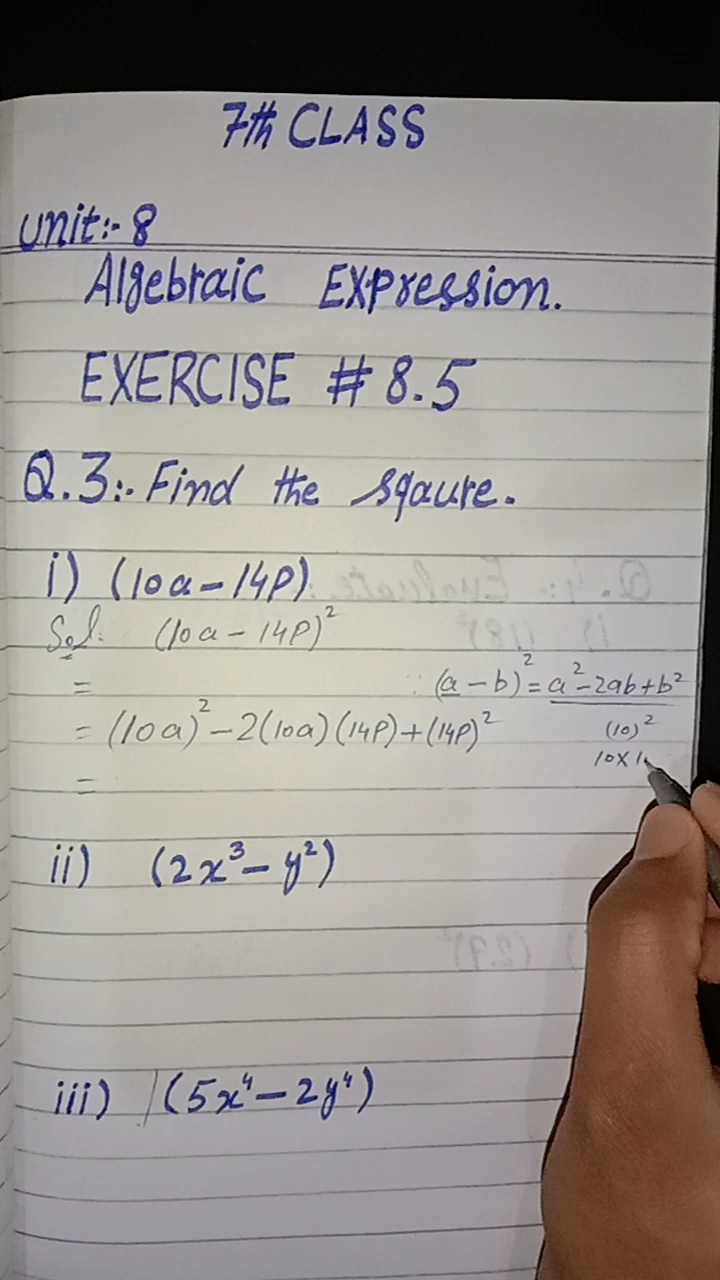 7th CLASS
unit:- 8
Algebraic Expression.
EXERCISE # 8.5
Q.3:. Find the sqaure.
i) (10a - 14P)
Sol: (10a - 14P)²
= ∵ (a - b)² = a² - 2ab + b²
= (10a)² - 2(10a)(14P) + (14P)² (10)²
= 10 x 1
ii) (2x³ - y²)
iii) (5x⁴ - 2y⁴)